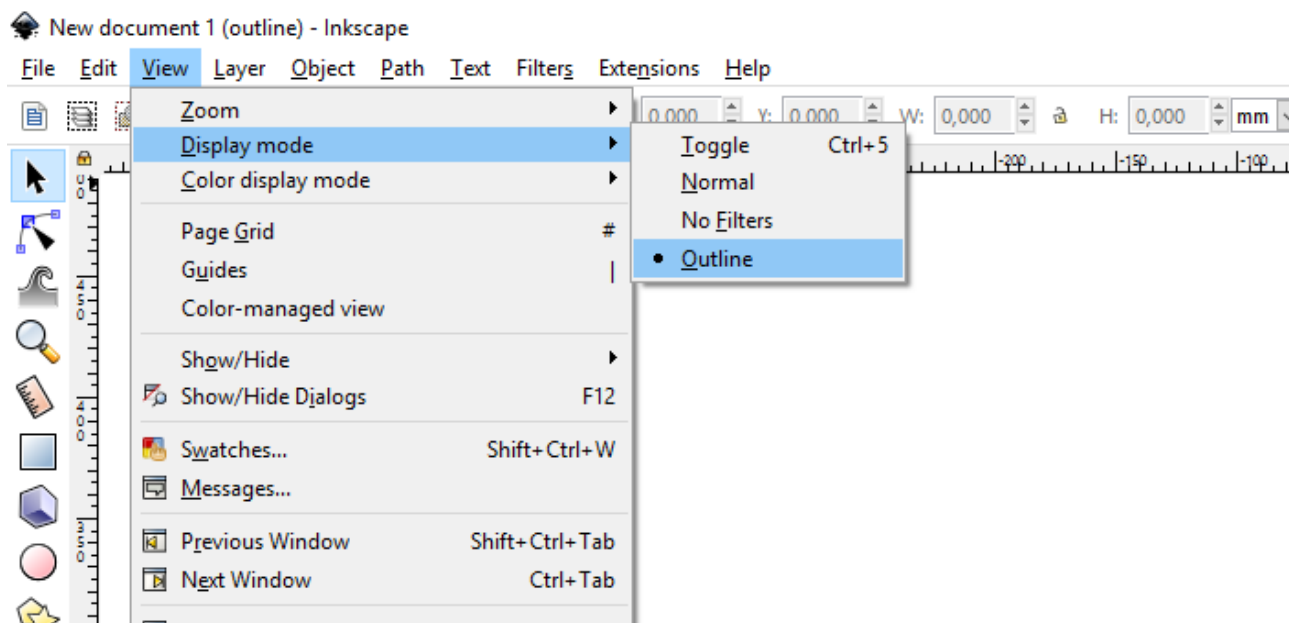 New document 1 (outline) - Inkscape
File Edit View Layer Object Path Text Filters Extensions Help
Zoom
0,000 Y: 0,000 W: 0,000 H: 0,000 mm
Display mode
Toggle Ctrl+5
-200 -150 -100
Color display mode
Normal
No Filters
Page Grid #
Outline
Guides |
Color-managed view
450
Show/Hide
Show/Hide Dialogs F12
400
Swatches... Shift+Ctrl+W
Messages...
350
Previous Window Shift+Ctrl+Tab
Next Window Ctrl+Tab